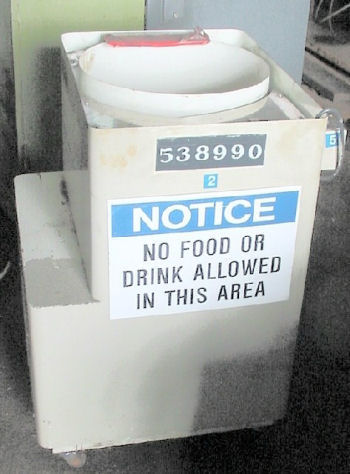 538990
2
5
NOTICE
NO FOOD OR
DRINK ALLOWED
IN THIS AREA